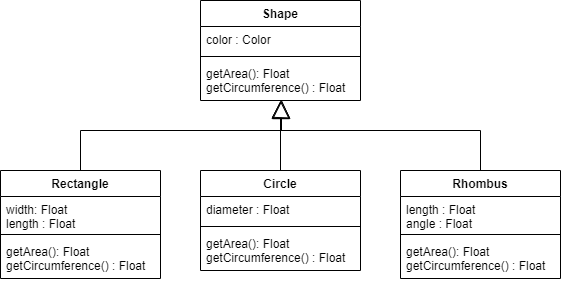 Shape
color : Color
getArea(): Float
getCircumference() : Float
Rectangle
width: Float
length : Float
getArea(): Float
getCircumference() : Float
Circle
diameter : Float
getArea(): Float
getCircumference() : Float
Rhombus
length : Float
angle : Float
getArea(): Float
getCircumference() : Float